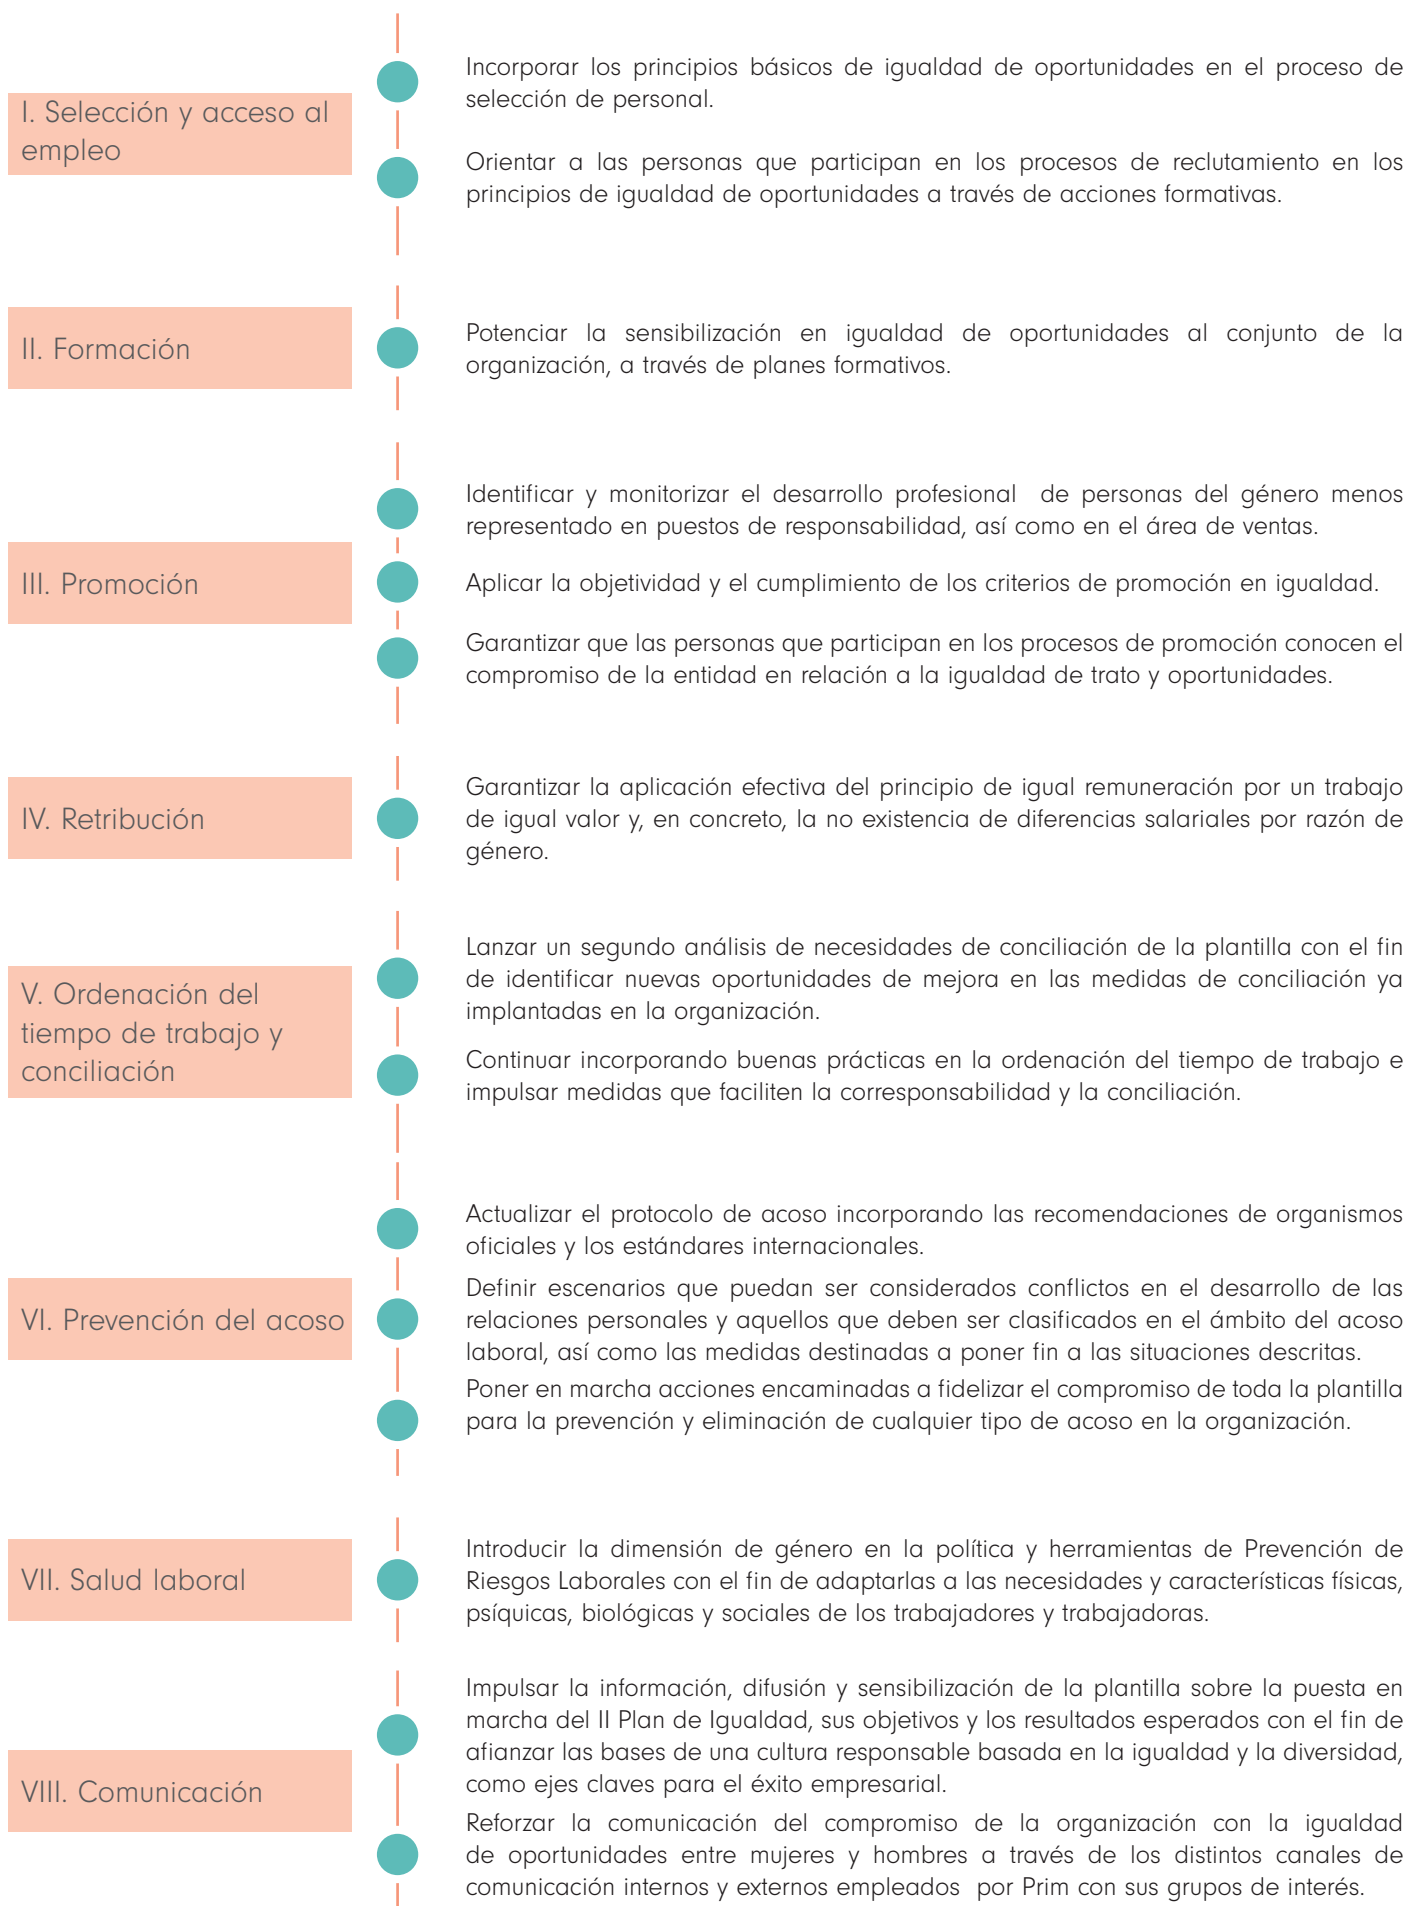 I. Selección y acceso al
empleo
Incorporar los principios básicos de igualdad de oportunidades en el proceso de
selección de personal.
Orientar a las personas que participan en los procesos de reclutamiento en los
principios de igualdad de oportunidades a través de acciones formativas.
II. Formación
Potenciar la sensibilización en igualdad de oportunidades al conjunto de la
organización, a través de planes formativos.
III. Promoción
Identificar y monitorizar el desarrollo profesional de personas del género menos
representado en puestos de responsabilidad, así como en el área de ventas.
Aplicar la objetividad y el cumplimiento de los criterios de promoción en igualdad.
Garantizar que las personas que participan en los procesos de promoción conocen el
compromiso de la entidad en relación a la igualdad de trato y oportunidades.
IV. Retribución
Garantizar la aplicación efectiva del principio de igual remuneración por un trabajo
de igual valor y, en concreto, la no existencia de diferencias salariales por razón de
género.
V. Ordenación del
tiempo de trabajo y
conciliación
Lanzar un segundo análisis de necesidades de conciliación de la plantilla con el fin
de identificar nuevas oportunidades de mejora en las medidas de conciliación ya
implantadas en la organización.
Continuar incorporando buenas prácticas en la ordenación del tiempo de trabajo e
impulsar medidas que faciliten la corresponsabilidad y la conciliación.
VI. Prevención del acoso
Actualizar el protocolo de acoso incorporando las recomendaciones de organismos
oficiales y los estándares internacionales.
Definir escenarios que puedan ser considerados conflictos en el desarrollo de las
relaciones personales y aquellos que deben ser clasificados en el ámbito del acoso
laboral, así como las medidas destinadas a poner fin a las situaciones descritas.
Poner en marcha acciones encaminadas a fidelizar el compromiso de toda la plantilla
para la prevención y eliminación de cualquier tipo de acoso en la organización.
VII. Salud laboral
Introducir la dimensión de género en la política y herramientas de Prevención de
Riesgos Laborales con el fin de adaptarlas a las necesidades y características físicas,
psíquicas, biológicas y sociales de los trabajadores y trabajadoras.
VIII. Comunicación
Impulsar la información, difusión y sensibilización de la plantilla sobre la puesta en
marcha del II Plan de Igualdad, sus objetivos y los resultados esperados con el fin de
afianzar las bases de una cultura responsable basada en la igualdad y la diversidad,
como ejes claves para el éxito empresarial.
Reforzar la comunicación del compromiso de la organización con la igualdad
de oportunidades entre mujeres y hombres a través de los distintos canales de
comunicación internos y externos empleados por Prim con sus grupos de interés.